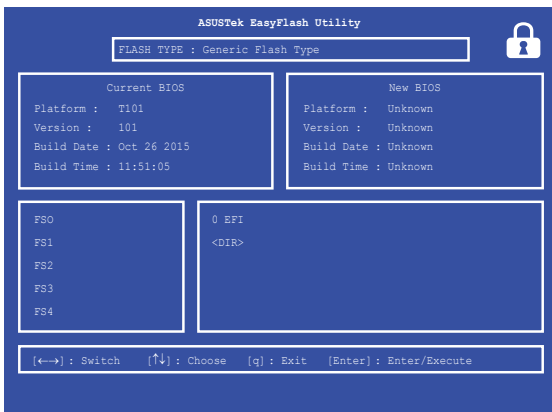 ASUSTek EasyFlash Utility
FLASH TYPE : Generic Flash Type
Current BIOS
Platform : T101
Version : 101
Build Date : Oct 26 2015
Build Time : 11:51:05
New BIOS
Platform : Unknown
Version : Unknown
Build Date : Unknown
Build Time : Unknown
FS0
FS1
FS2
FS3
FS4
0 EFI
<DIR>
[←→] : Switch [↑↓] : Choose [q] : Exit [Enter] : Enter/Execute